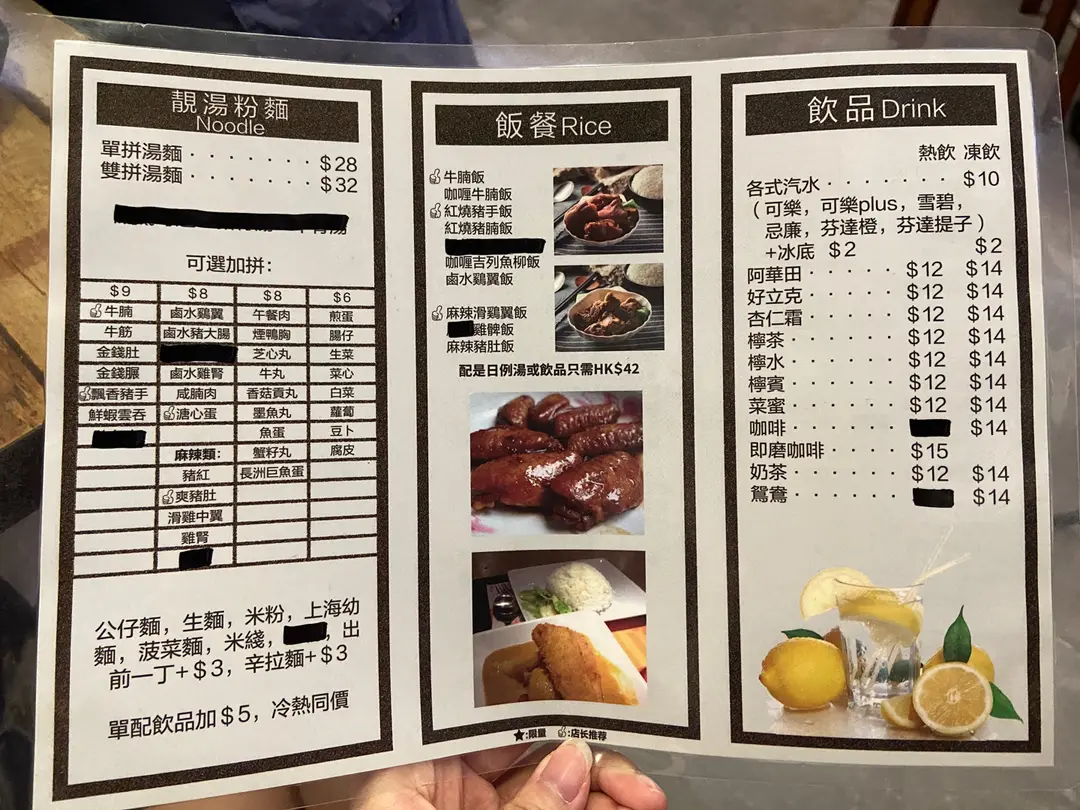 靚湯粉麵
Noodle
單拼湯麵 · · · · · · · $28
雙拼湯麵 · · · · · · · $32
可選加拼:
$9 $8 $8 $6
牛腩 鹵水鷄翼 午餐肉 煎蛋
牛筋 鹵水豬大腸 煙鴨胸 腸仔
金錢肚 芝心丸 生菜
金錢𦟌 鹵水雞腎 牛丸 菜心
飄香豬手 咸腩肉 香菇貢丸 白菜
鮮蝦雲吞 溏心蛋 墨魚丸 蘿蔔
魚蛋 豆卜
麻辣類: 蟹籽丸 腐皮
豬紅 長洲巨魚蛋
爽豬肚
滑雞中翼
雞腎
公仔麵，生麵，米粉，上海幼
麵，菠菜麵，米綫， ，出
前一丁+$3，辛拉麵+$3
單配飲品加$5，冷熱同價
飯餐Rice
牛腩飯
咖喱牛腩飯
紅燒豬手飯
紅燒豬腩飯
咖喱吉列魚柳飯
鹵水鷄翼飯
麻辣滑鷄翼飯
雞髀飯
麻辣豬肚飯
配是日例湯或飲品只需HK$42
★:限量 :店长推荐
飲品Drink
熱飲 凍飲
各式汽水 · · · · · · · $10
（可樂，可樂plus，雪碧，
忌廉，芬達橙，芬達提子）
+冰底 $2 $2
阿華田 · · · · · $12 $14
好立克 · · · · · $12 $14
杏仁霜 · · · · · $12 $14
檸茶 · · · · · · $12 $14
檸水 · · · · · · $12 $14
檸賓 · · · · · · $12 $14
菜蜜 · · · · · · $12 $14
咖啡 · · · · · · $14
即磨咖啡 · · · · $15
奶茶 · · · · · · $12 $14
鴛鴦 · · · · · · $14